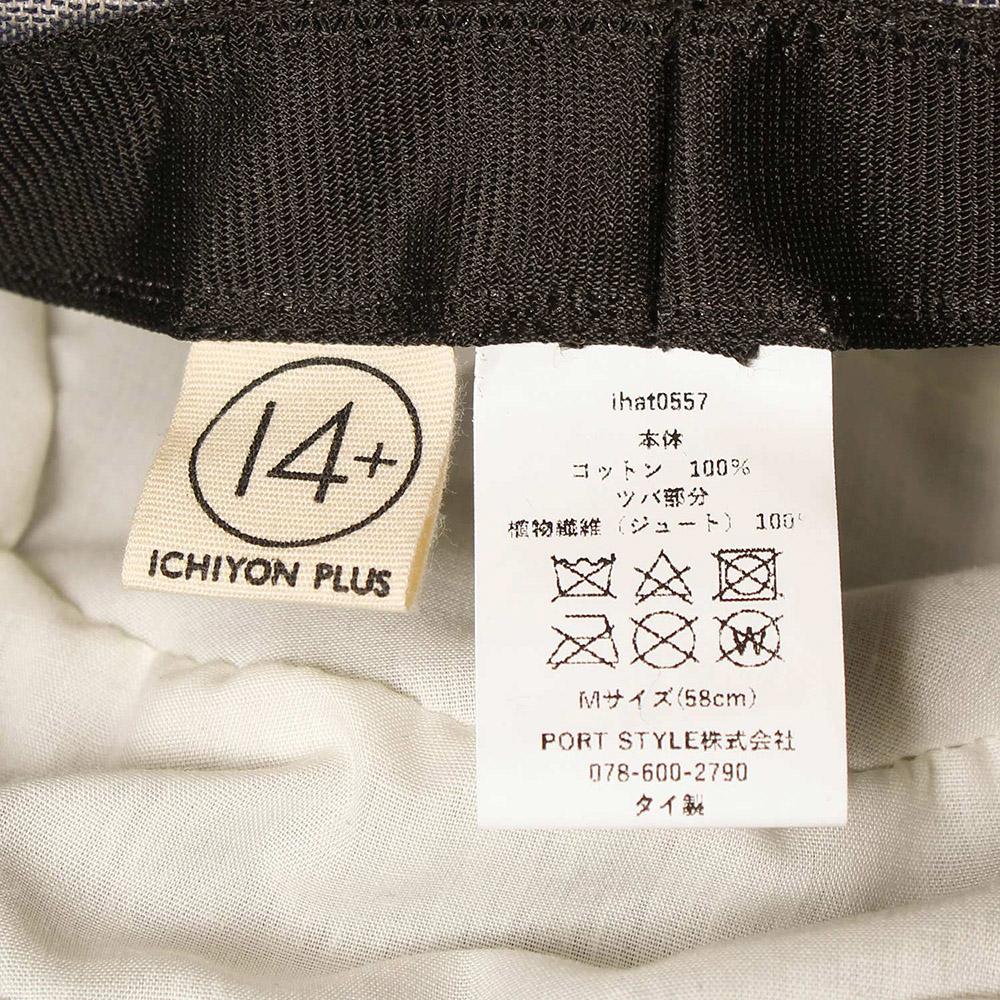 14+
ICHIYON PLUS
ihat0557
本体
コットン 100%
ツバ部分
植物繊維（ジュート） 100
W
Mサイズ(58cm)
PORT STYLE株式会社
078-600-2790
タイ製